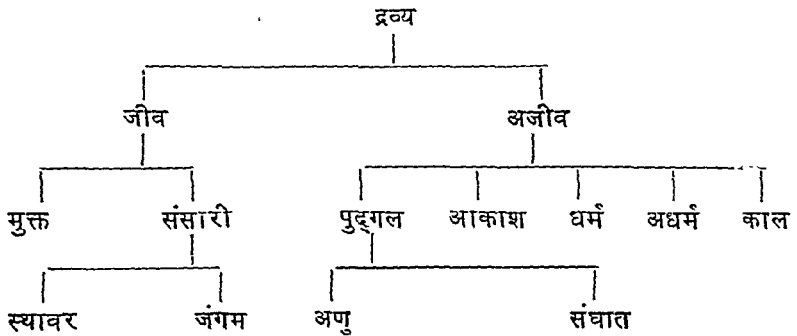 द्रव्य
जीव अजीव
मुक्त संसारी पुद्गल आकाश धर्म अधर्म काल
स्थावर जंगम अणु संघात